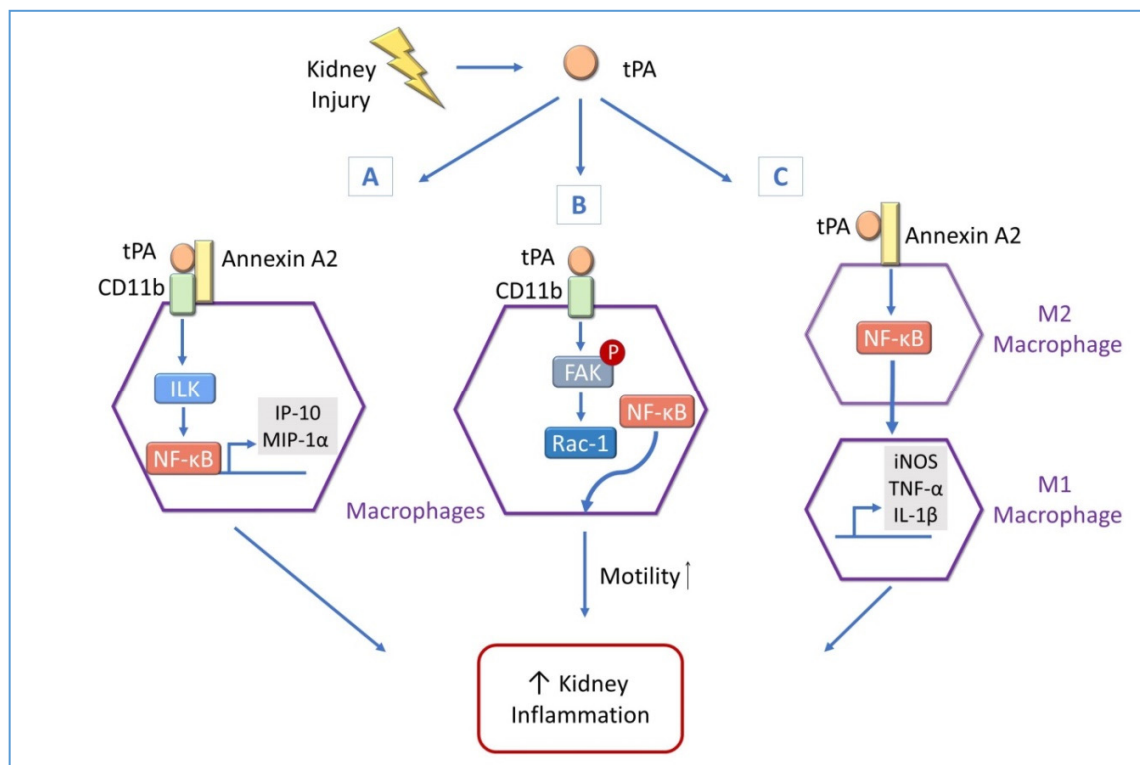 Kidney
Injury
tPA
A
B
C
tPA
Annexin A2
CD11b
ILK
NF-κB
IP-10
MIP-1α
Macrophages
tPA
CD11b
P
FAK
NF-κB
Rac-1
Motility↑
tPA
Annexin A2
NF-κB
M2
Macrophage
iNOS
TNF-α
IL-1β
M1
Macrophage
↑ Kidney
Inflammation